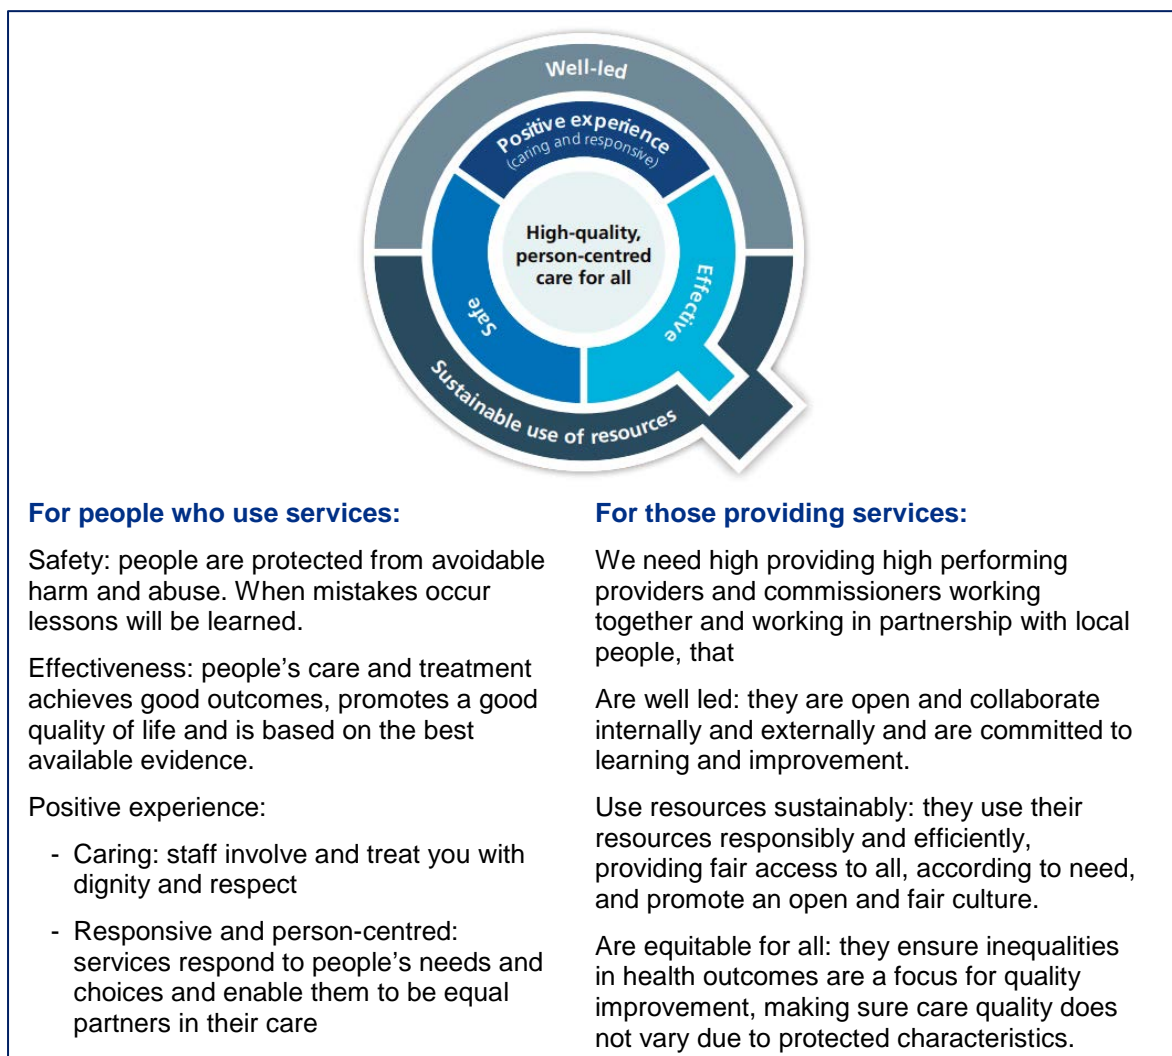 Well-led
Positive experience
(caring and responsive)
High-quality,
person-centred
care for all
Safe
Effective
Sustainable use of resources
For people who use services:
Safety: people are protected from avoidable
harm and abuse. When mistakes occur
lessons will be learned.
Effectiveness: people’s care and treatment
achieves good outcomes, promotes a good
quality of life and is based on the best
available evidence.
Positive experience:
- Caring: staff involve and treat you with
dignity and respect
- Responsive and person-centred:
services respond to people’s needs and
choices and enable them to be equal
partners in their care
For those providing services:
We need high providing high performing
providers and commissioners working
together and working in partnership with local
people, that
Are well led: they are open and collaborate
internally and externally and are committed to
learning and improvement.
Use resources sustainably: they use their
resources responsibly and efficiently,
providing fair access to all, according to need,
and promote an open and fair culture.
Are equitable for all: they ensure inequalities
in health outcomes are a focus for quality
improvement, making sure care quality does
not vary due to protected characteristics.